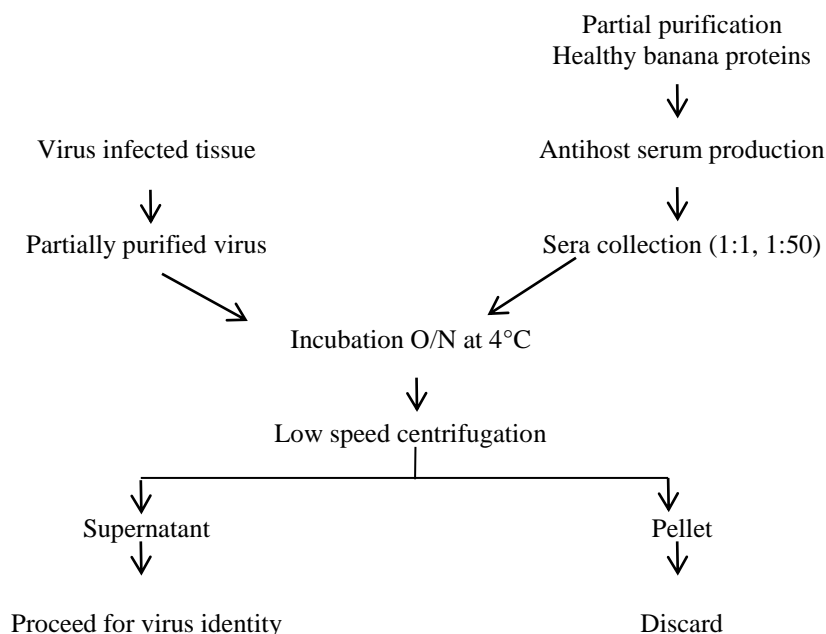 Partial purification
Healthy banana proteins
Virus infected tissue
Antihost serum production
Partially purified virus
Sera collection (1:1, 1:50)
Incubation O/N at 4°C
Low speed centrifugation
Supernatant
Pellet
Proceed for virus identity
Discard